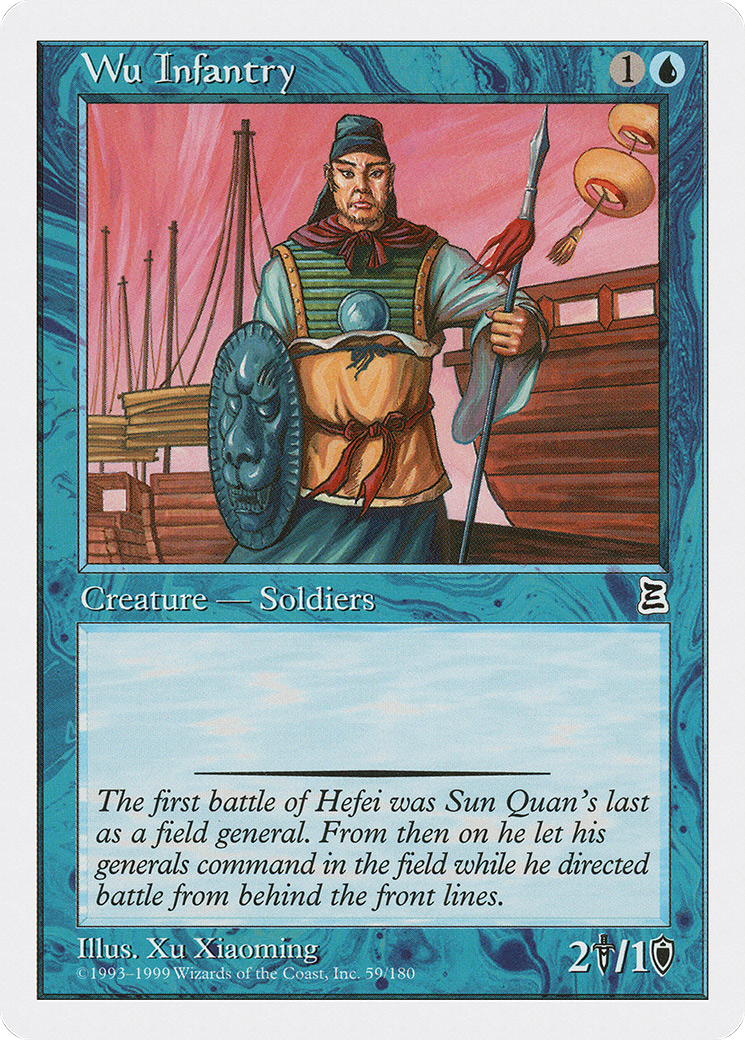 Wu Infantry 1
Creature — Soldiers
The first battle of Hefei was Sun Quan's last
as a field general. From then on he let his
generals command in the field while he directed
battle from behind the front lines.
Illus. Xu Xiaoming
©1993–1999 Wizards of the Coast, Inc. 59/180
2/1